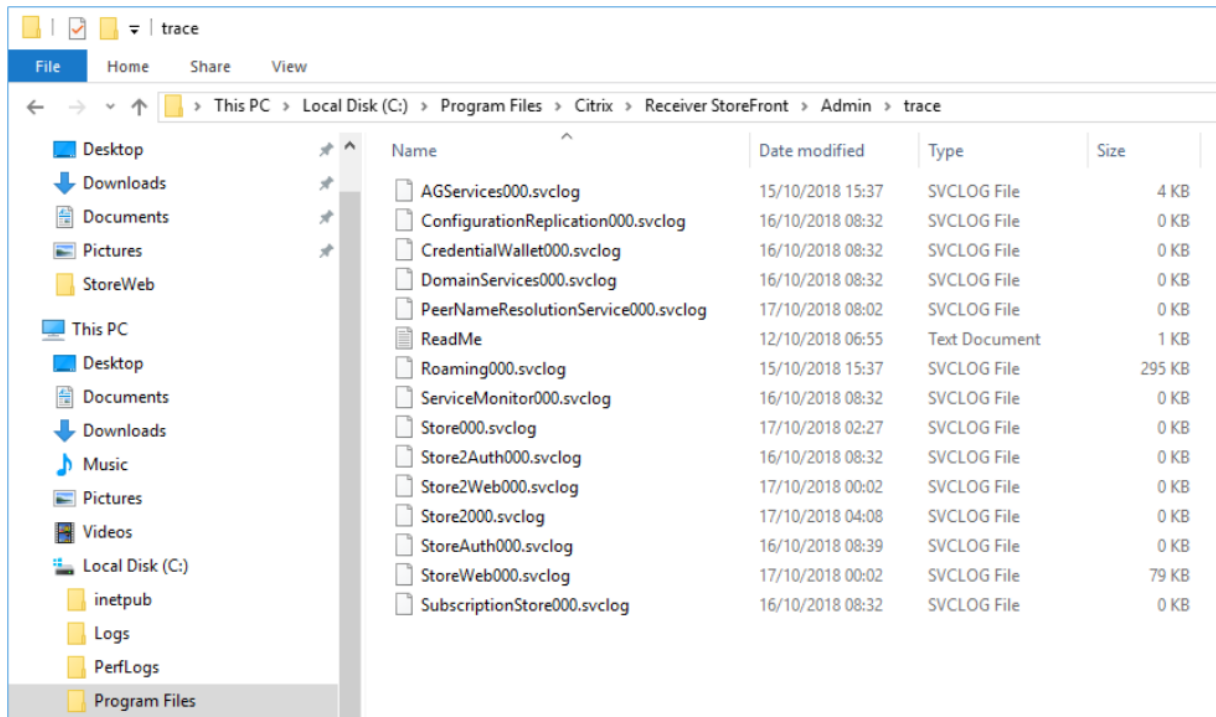 trace
File Home Share View
This PC > Local Disk (C:) > Program Files > Citrix > Receiver StoreFront > Admin > trace
Desktop
Downloads
Documents
Pictures
StoreWeb
This PC
Desktop
Documents
Downloads
Music
Pictures
Videos
Local Disk (C:)
inetpub
Logs
PerfLogs
Program Files
Name Date modified Type Size
AGServices000.svclog 15/10/2018 15:37 SVCLOG File 4 KB
ConfigurationReplication000.svclog 16/10/2018 08:32 SVCLOG File 0 KB
CredentialWallet000.svclog 16/10/2018 08:32 SVCLOG File 0 KB
DomainServices000.svclog 16/10/2018 08:32 SVCLOG File 0 KB
PeerNameResolutionService000.svclog 17/10/2018 08:02 SVCLOG File 0 KB
ReadMe 12/10/2018 06:55 Text Document 1 KB
Roaming000.svclog 15/10/2018 15:37 SVCLOG File 295 KB
ServiceMonitor000.svclog 16/10/2018 08:32 SVCLOG File 0 KB
Store000.svclog 17/10/2018 02:27 SVCLOG File 0 KB
Store2Auth000.svclog 16/10/2018 08:32 SVCLOG File 0 KB
Store2Web000.svclog 17/10/2018 00:02 SVCLOG File 0 KB
Store2000.svclog 17/10/2018 04:08 SVCLOG File 0 KB
StoreAuth000.svclog 16/10/2018 08:39 SVCLOG File 0 KB
StoreWeb000.svclog 17/10/2018 00:02 SVCLOG File 79 KB
SubscriptionStore000.svclog 16/10/2018 08:32 SVCLOG File 0 KB